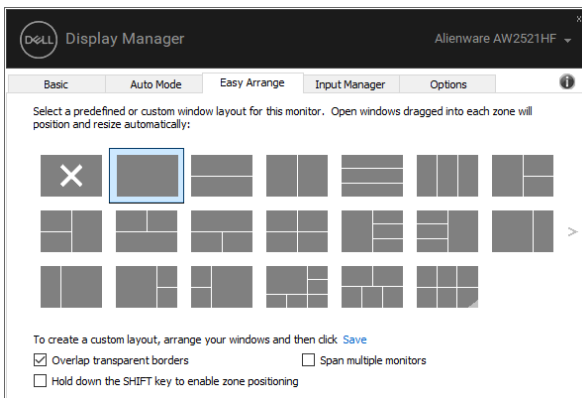 DELL Display Manager Alienware AW2521HF
Basic Auto Mode Easy Arrange Input Manager Options
Select a predefined or custom window layout for this monitor. Open windows dragged into each zone will
position and resize automatically:
To create a custom layout, arrange your windows and then click Save
Overlap transparent borders Span multiple monitors
Hold down the SHIFT key to enable zone positioning